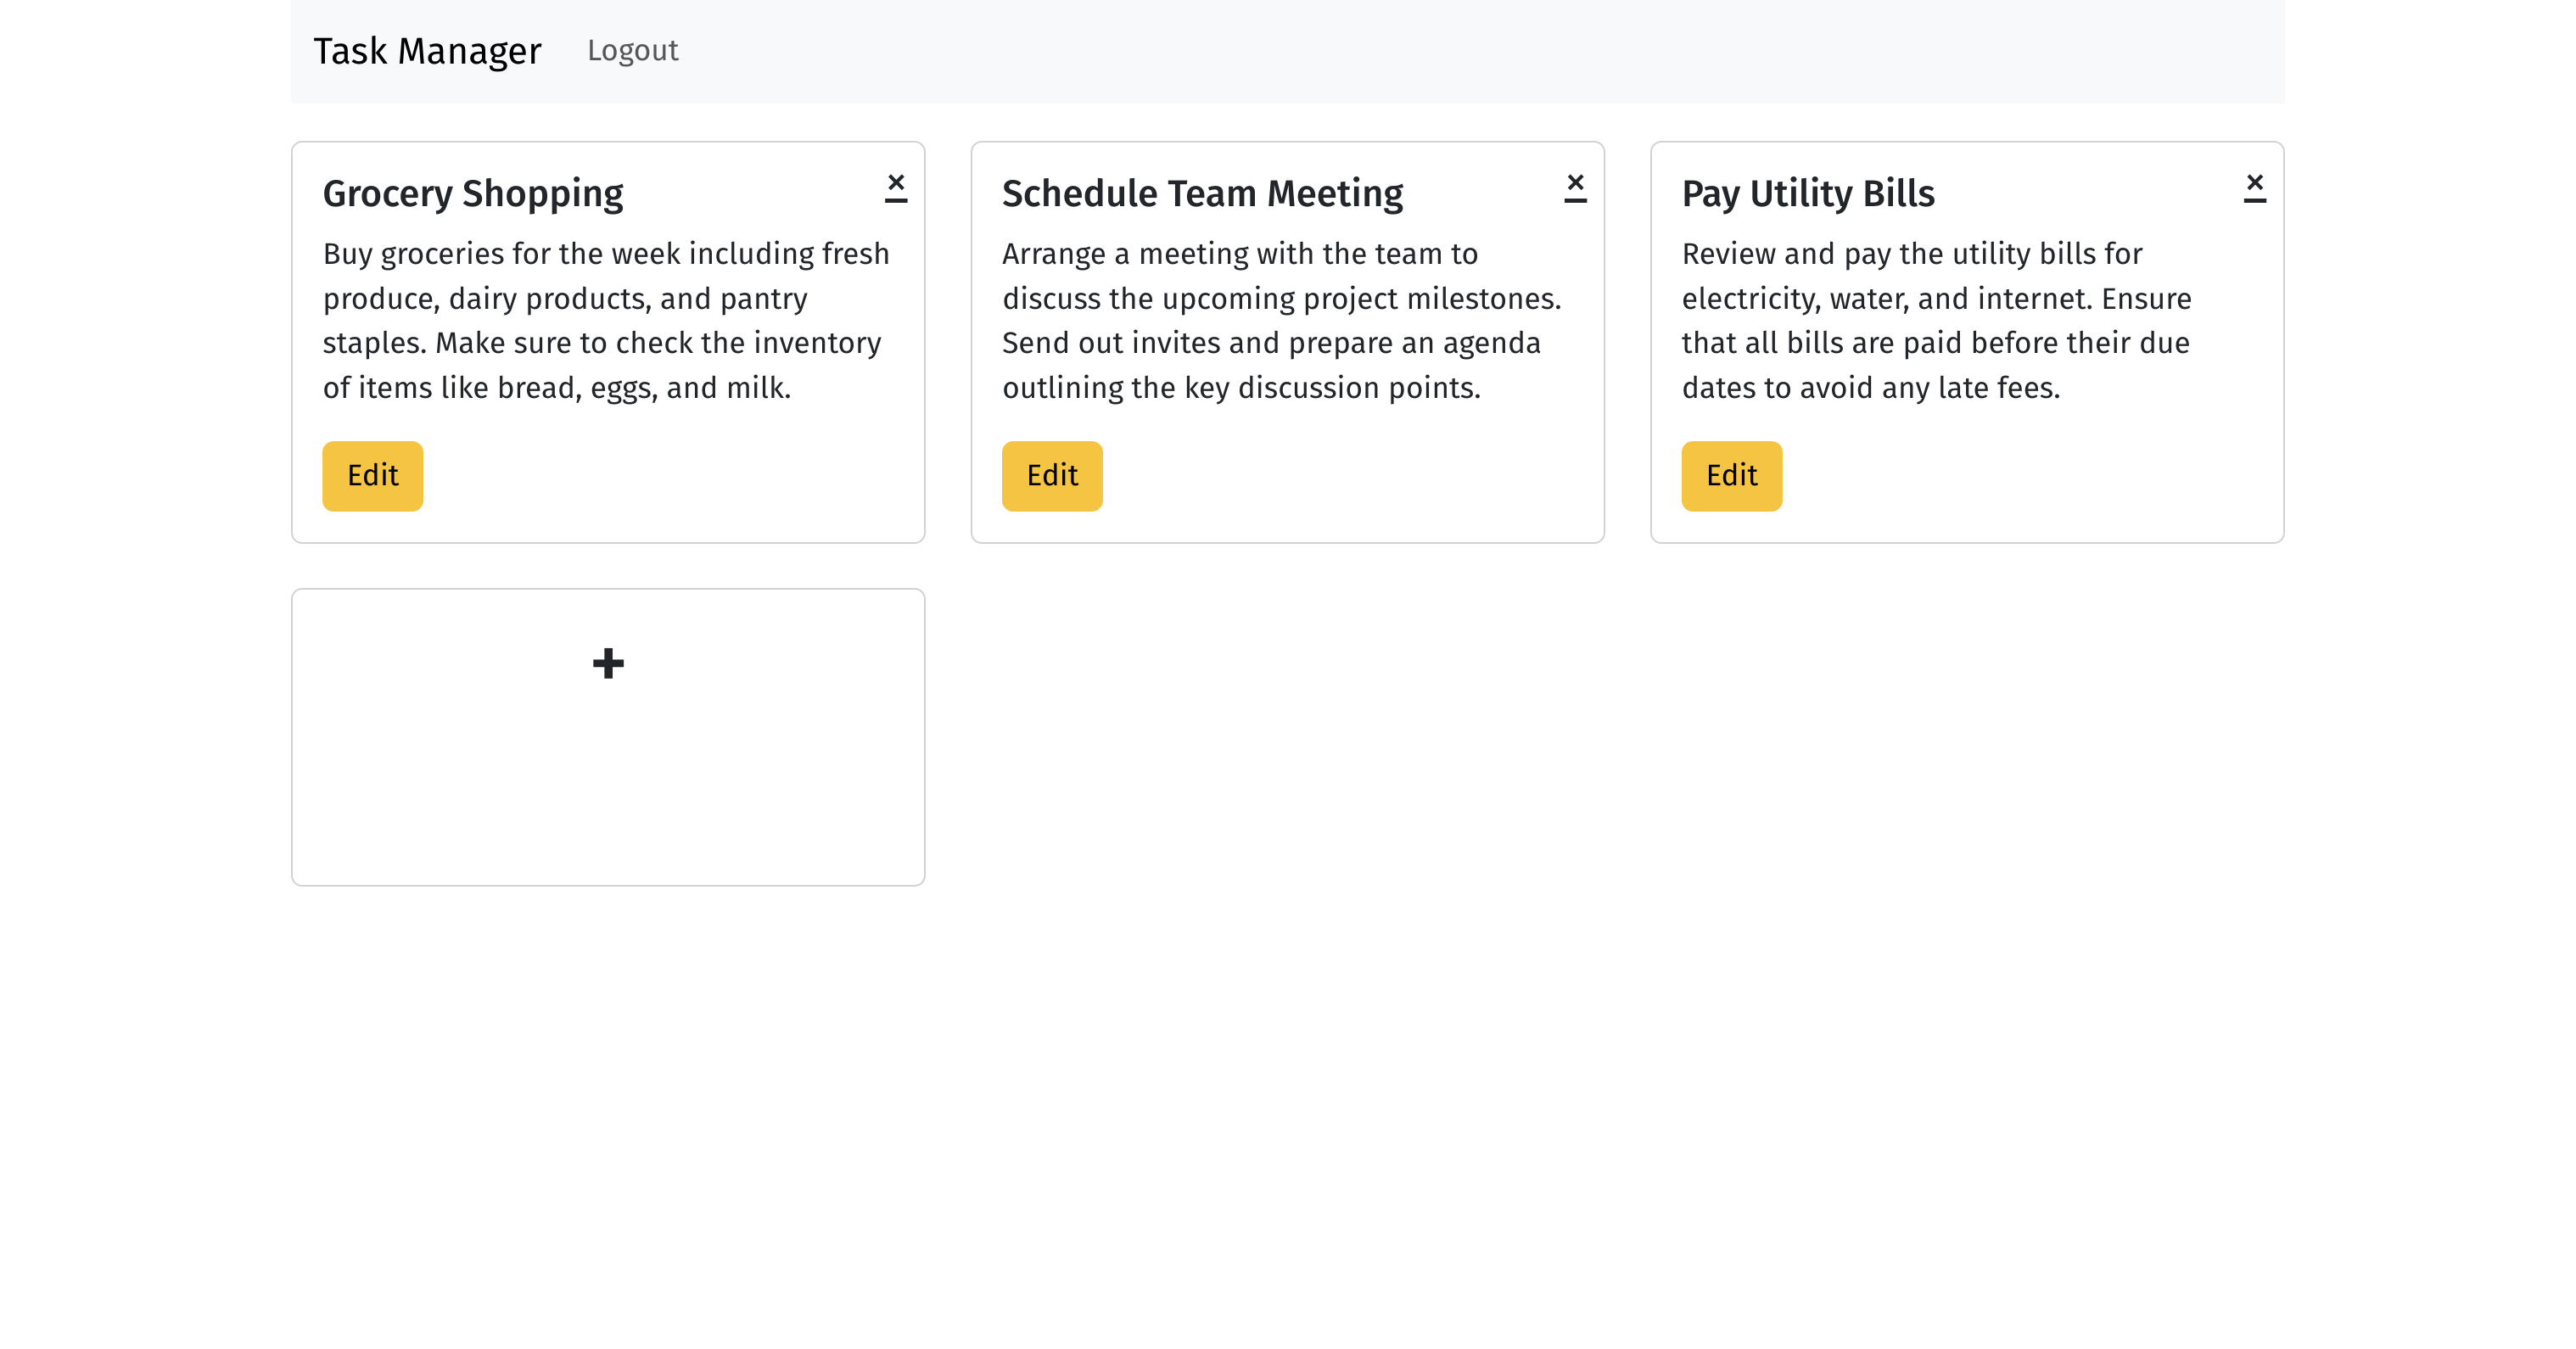 Task Manager Logout
Grocery Shopping ×
Buy groceries for the week including fresh
produce, dairy products, and pantry
staples. Make sure to check the inventory
of items like bread, eggs, and milk.
Edit
Schedule Team Meeting ×
Arrange a meeting with the team to
discuss the upcoming project milestones.
Send out invites and prepare an agenda
outlining the key discussion points.
Edit
Pay Utility Bills ×
Review and pay the utility bills for
electricity, water, and internet. Ensure
that all bills are paid before their due
dates to avoid any late fees.
Edit
+